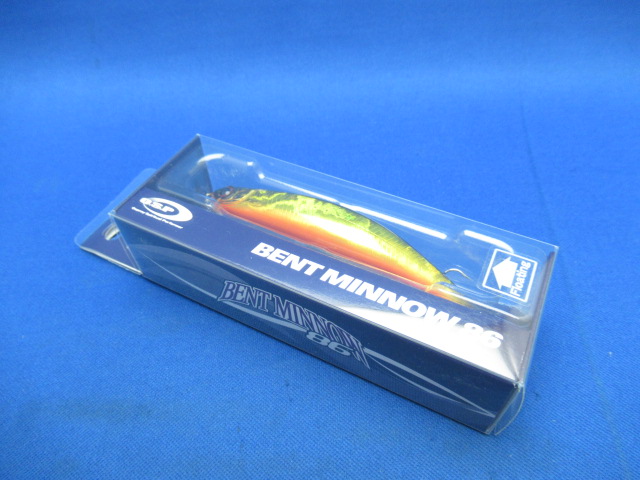 O.S.P
BENT MINNOW 86
Floating
BENT MINNOW
86